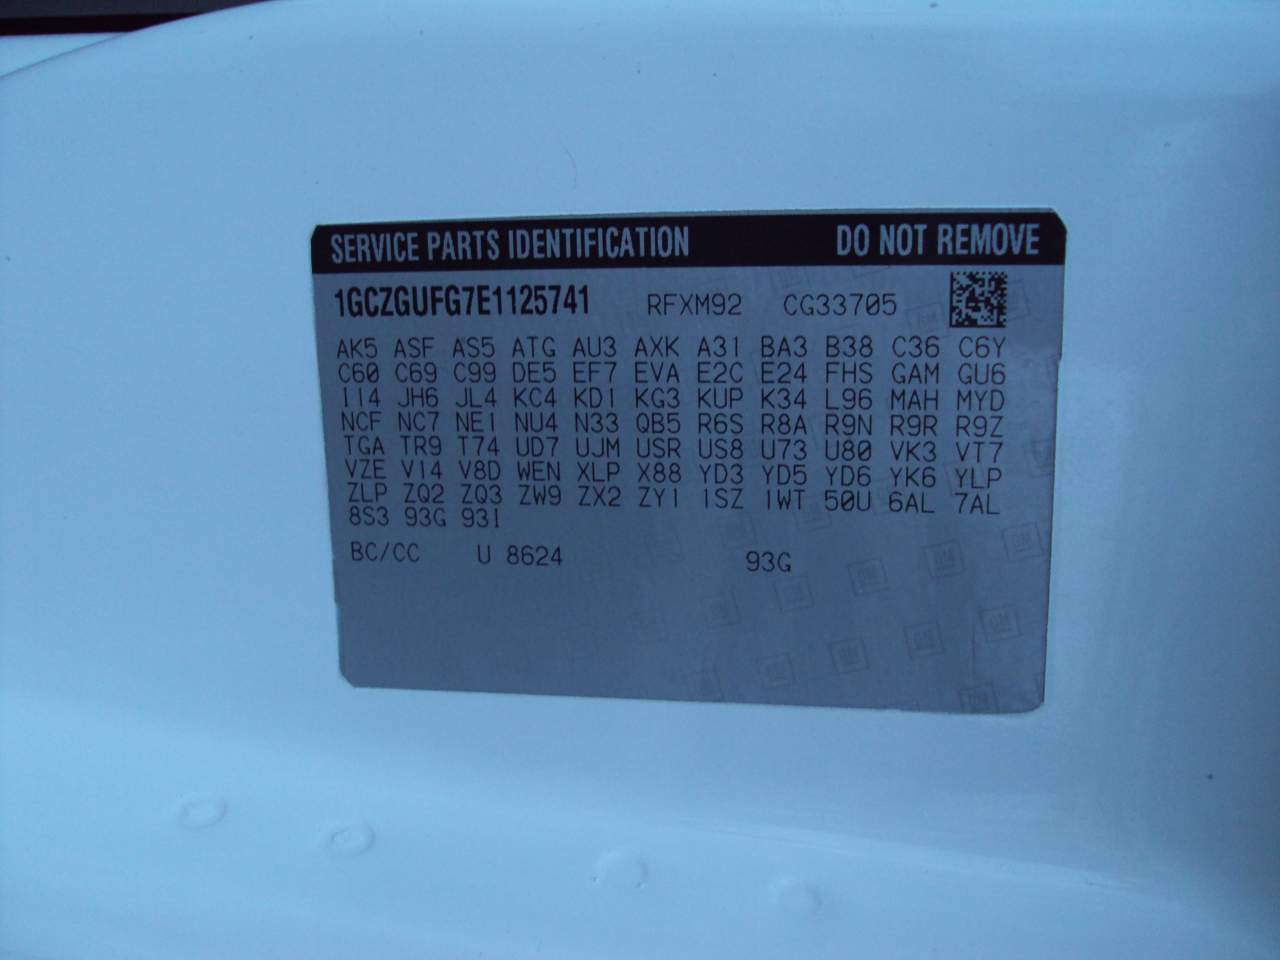 SERVICE PARTS IDENTIFICATION DO NOT REMOVE
1GCZGUFG7E1125741 RFXM92 CG33705
AK5 ASF AS5 ATG AU3 AXK A31 BA3 B38 C36 C6Y
C60 C69 C99 DE5 EF7 EVA E2C E24 FHS GAM GU6
I14 JH6 JL4 KC4 KD1 KG3 KUP K34 L96 MAH MYD
NCF NC7 NE1 NU4 N33 QB5 R6S R8A R9N R9R R9Z
TGA TR9 T74 UD7 UJM USR US8 U73 U80 VK3 VT7
VZE V14 V8D WEN XLP X88 YD3 YD5 YD6 YK6 YLP
ZLP ZQ2 ZQ3 ZW9 ZX2 ZY1 1SZ 1WT 50U 6AL 7AL
8S3 93G 93I
BC/CC U 8624 93G